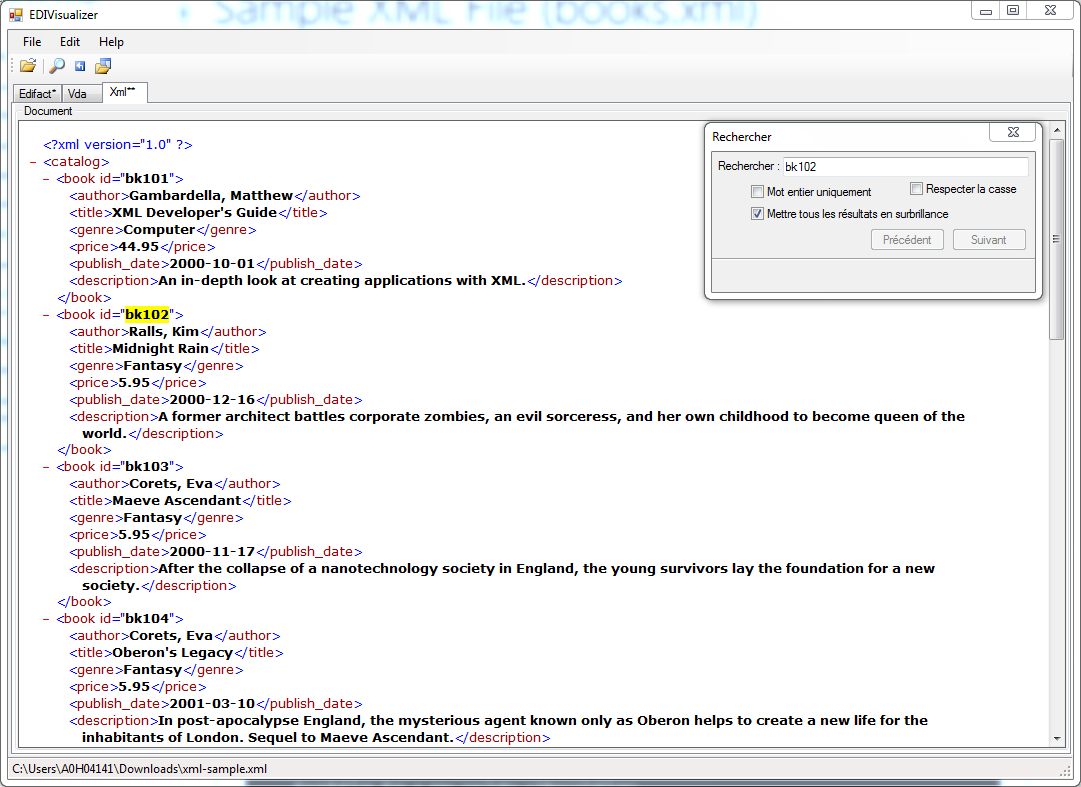 Sample XML File (books.xml)
EDIVisualizer
File Edit Help
Edifact* Vda Xml**
Document
<?xml version="1.0" ?>
- <catalog>
- <book id="bk101">
<author>Gambardella, Matthew</author>
<title>XML Developer's Guide</title>
<genre>Computer</genre>
<price>44.95</price>
<publish_date>2000-10-01</publish_date>
<description>An in-depth look at creating applications with XML.</description>
</book>
- <book id="bk102">
<author>Ralls, Kim</author>
<title>Midnight Rain</title>
<genre>Fantasy</genre>
<price>5.95</price>
<publish_date>2000-12-16</publish_date>
<description>A former architect battles corporate zombies, an evil sorceress, and her own childhood to become queen of the
world.</description>
</book>
- <book id="bk103">
<author>Corets, Eva</author>
<title>Maeve Ascendant</title>
<genre>Fantasy</genre>
<price>5.95</price>
<publish_date>2000-11-17</publish_date>
<description>After the collapse of a nanotechnology society in England, the young survivors lay the foundation for a new
society.</description>
</book>
- <book id="bk104">
<author>Corets, Eva</author>
<title>Oberon's Legacy</title>
<genre>Fantasy</genre>
<price>5.95</price>
<publish_date>2001-03-10</publish_date>
<description>In post-apocalypse England, the mysterious agent known only as Oberon helps to create a new life for the
inhabitants of London. Sequel to Maeve Ascendant.</description>
Rechercher
Rechercher : bk102
Mot entier uniquement Respecter la casse
Mettre tous les résultats en surbrillance
Précédent Suivant
C:\Users\A0H04141\Downloads\xml-sample.xml